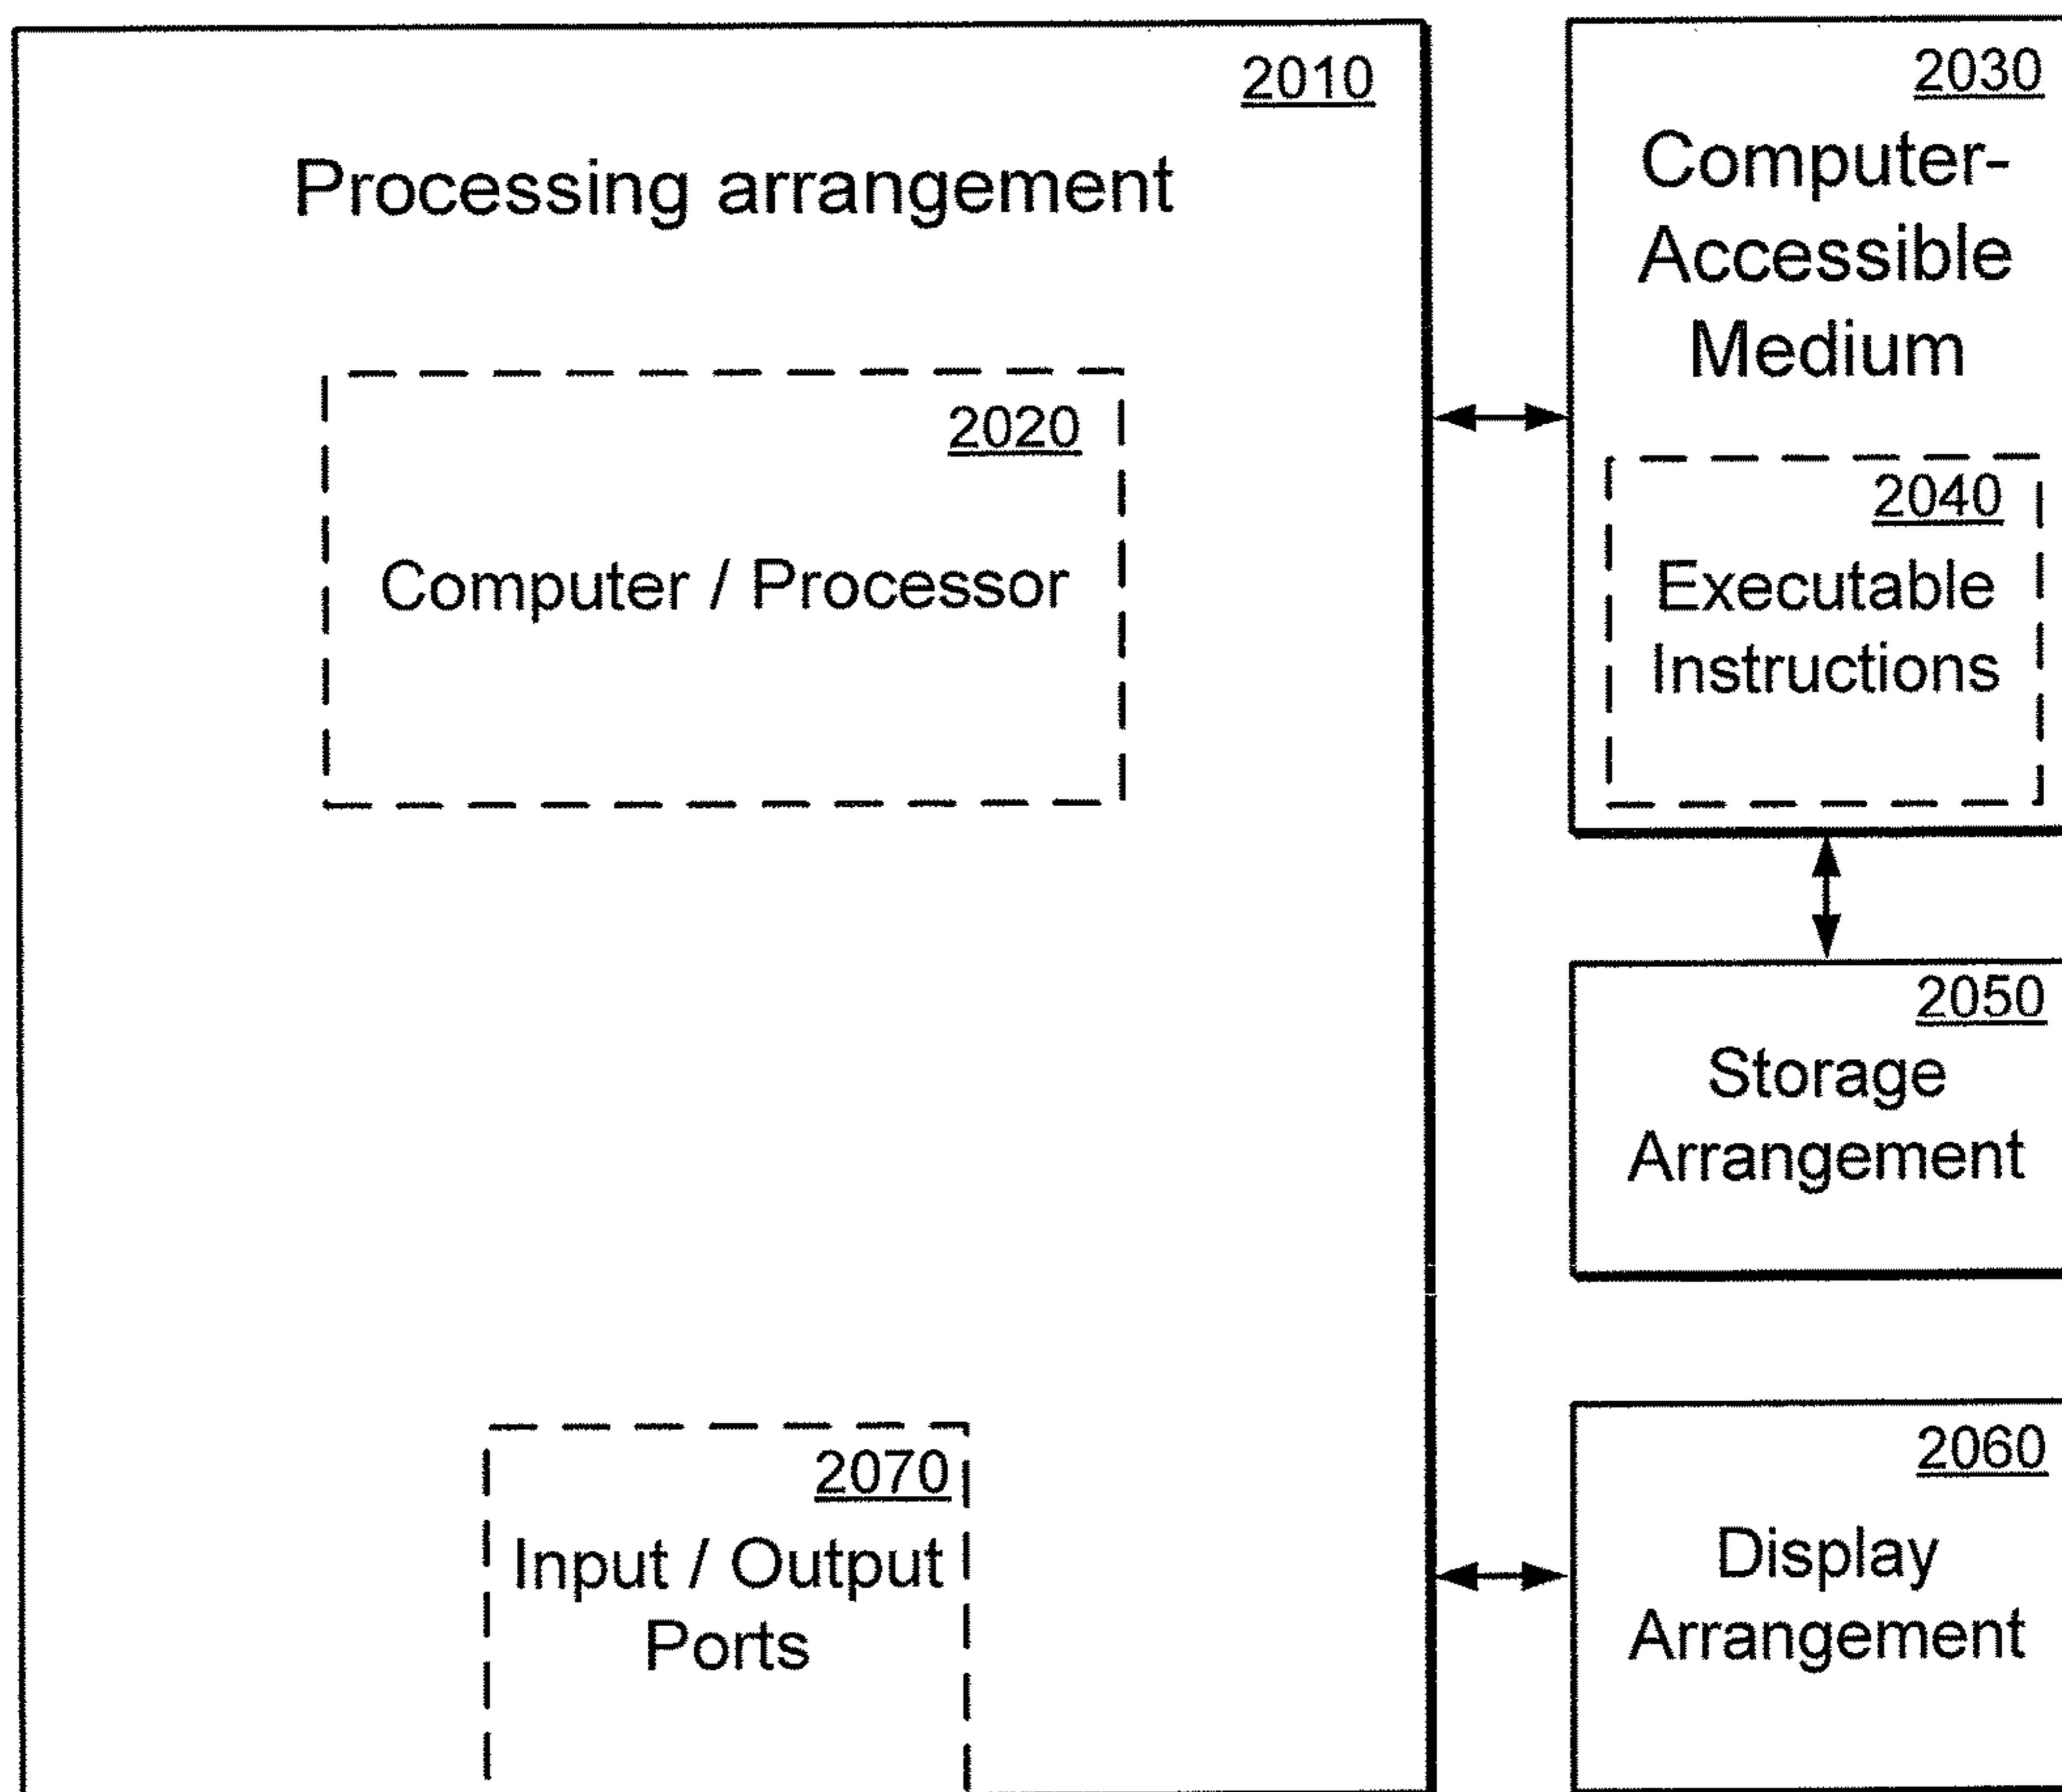 2010
Processing arrangement
2020
Computer / Processor
2030
Computer-
Accessible
Medium
2040
Executable
Instructions
2050
Storage
Arrangement
2060
Display
Arrangement
2070
Input / Output
Ports